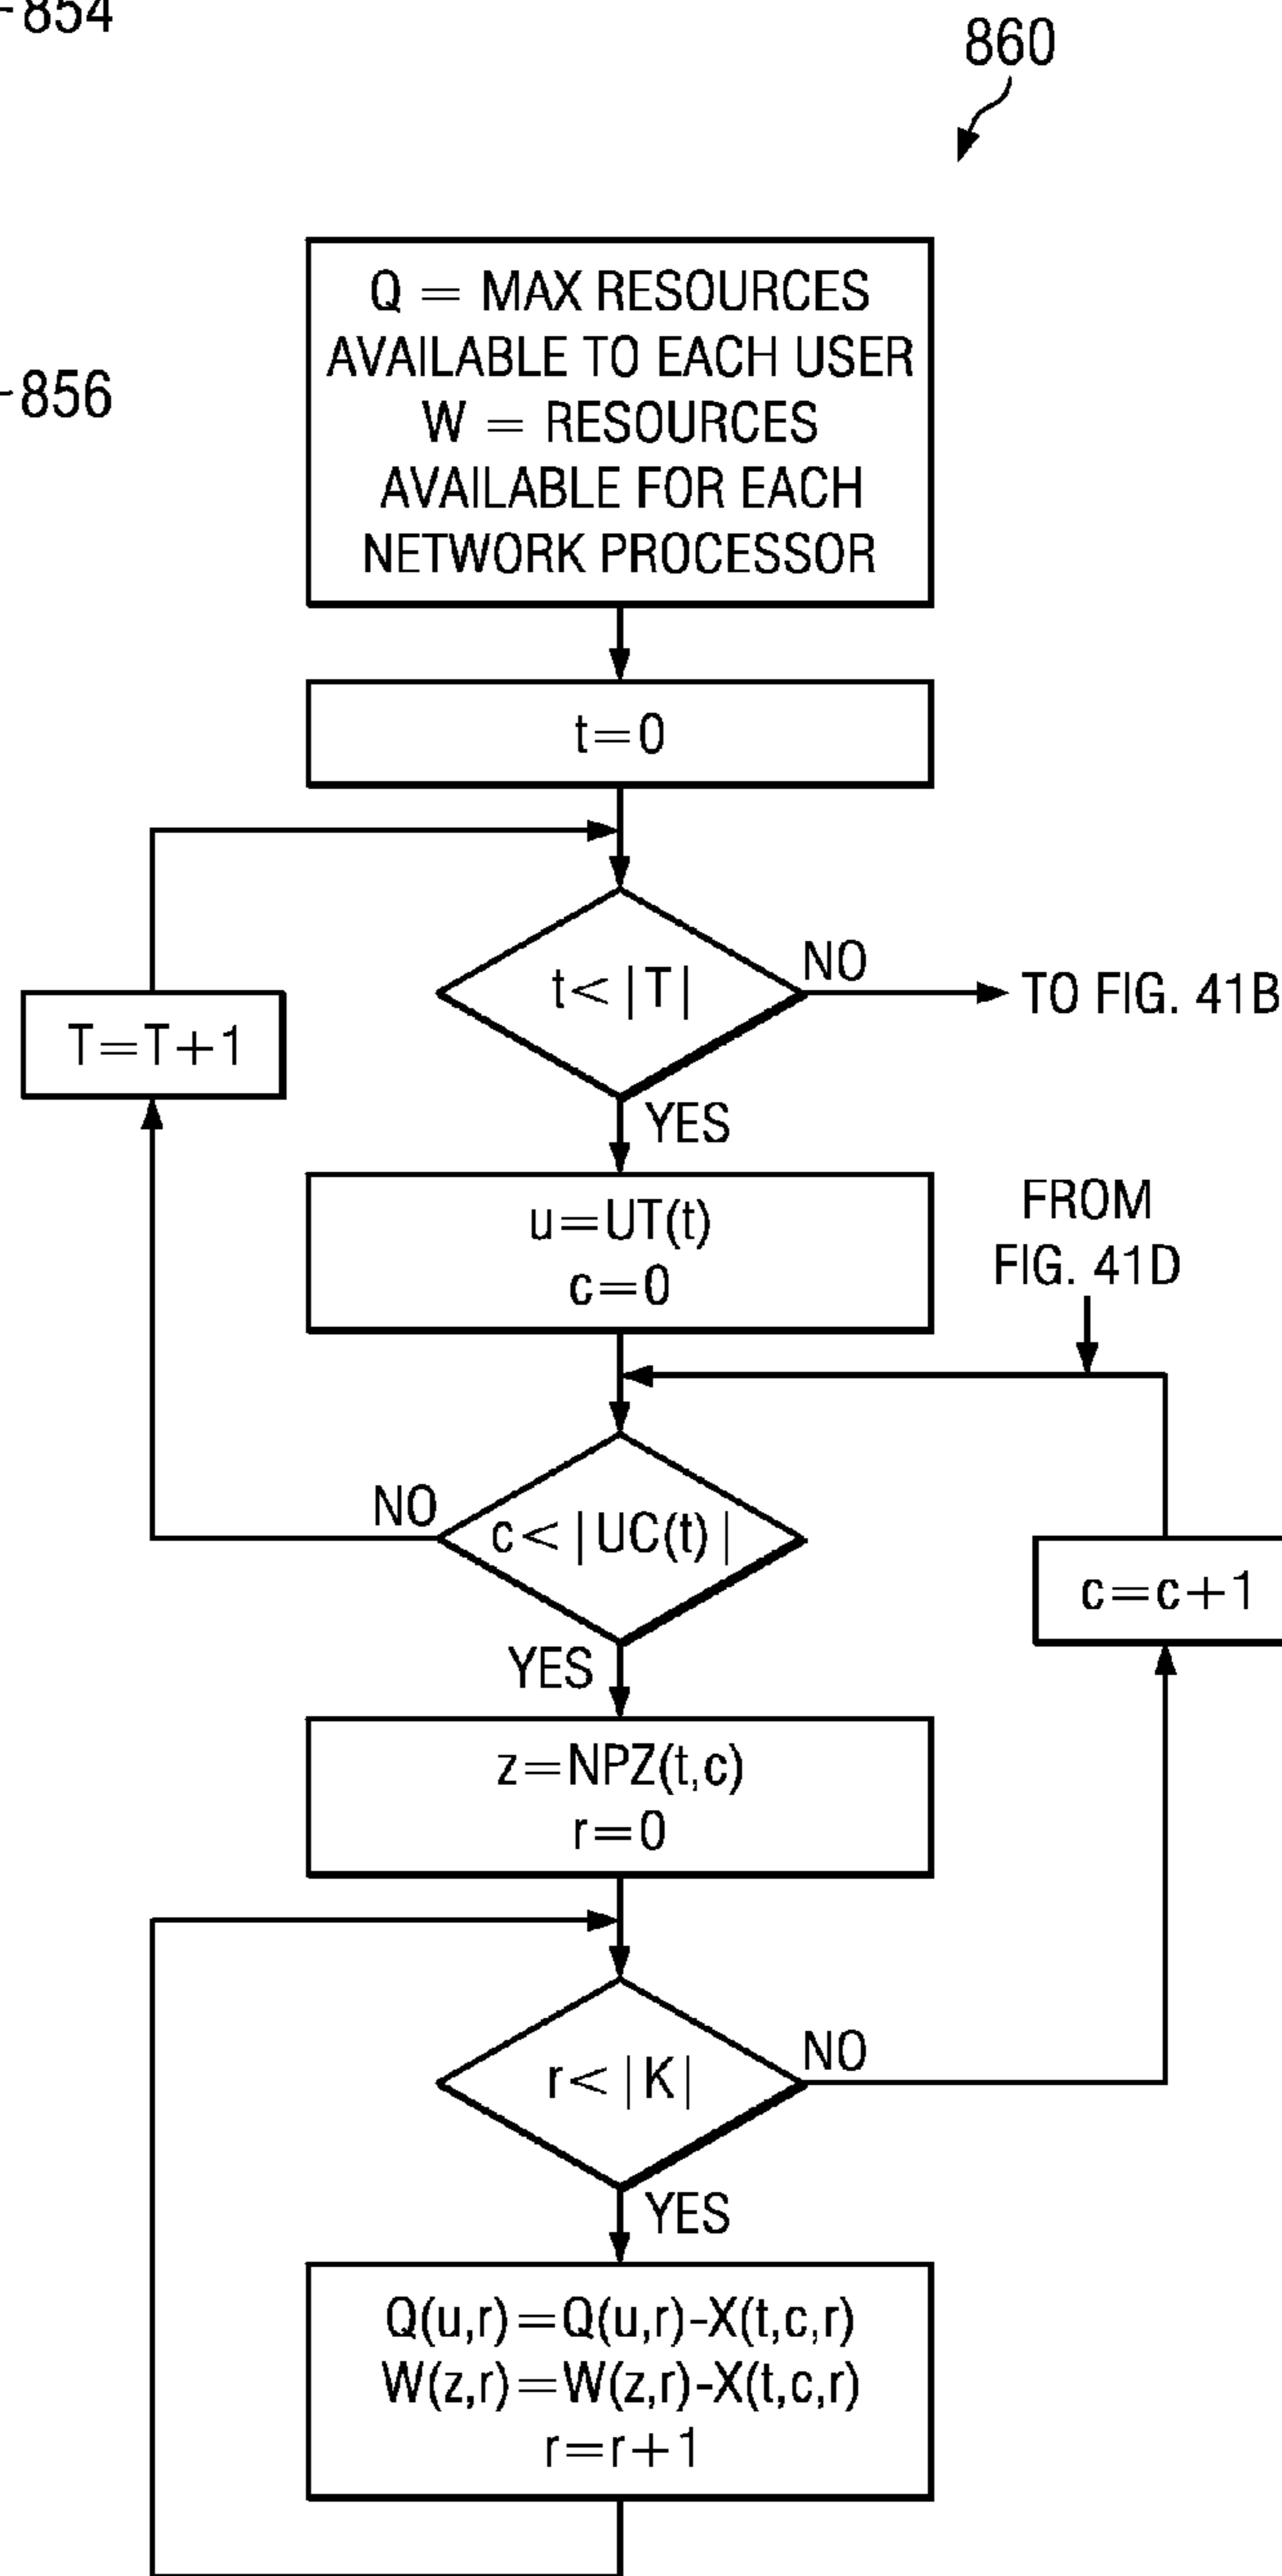 854
860
856
Q = MAX RESOURCES
AVAILABLE TO EACH USER
W = RESOURCES
AVAILABLE FOR EACH
NETWORK PROCESSOR
t=0
t< |T|
NO
TO FIG. 41B
T=T+1
YES
u=UT(t)
c=0
FROM
FIG. 41D
NO
c< |UC(t) |
c=c+1
YES
z=NPZ(t,c)
r=0
r< |K|
NO
YES
Q(u,r)=Q(u,r)-X(t,c,r)
W(z,r)=W(z,r)-X(t,c,r)
r=r+1